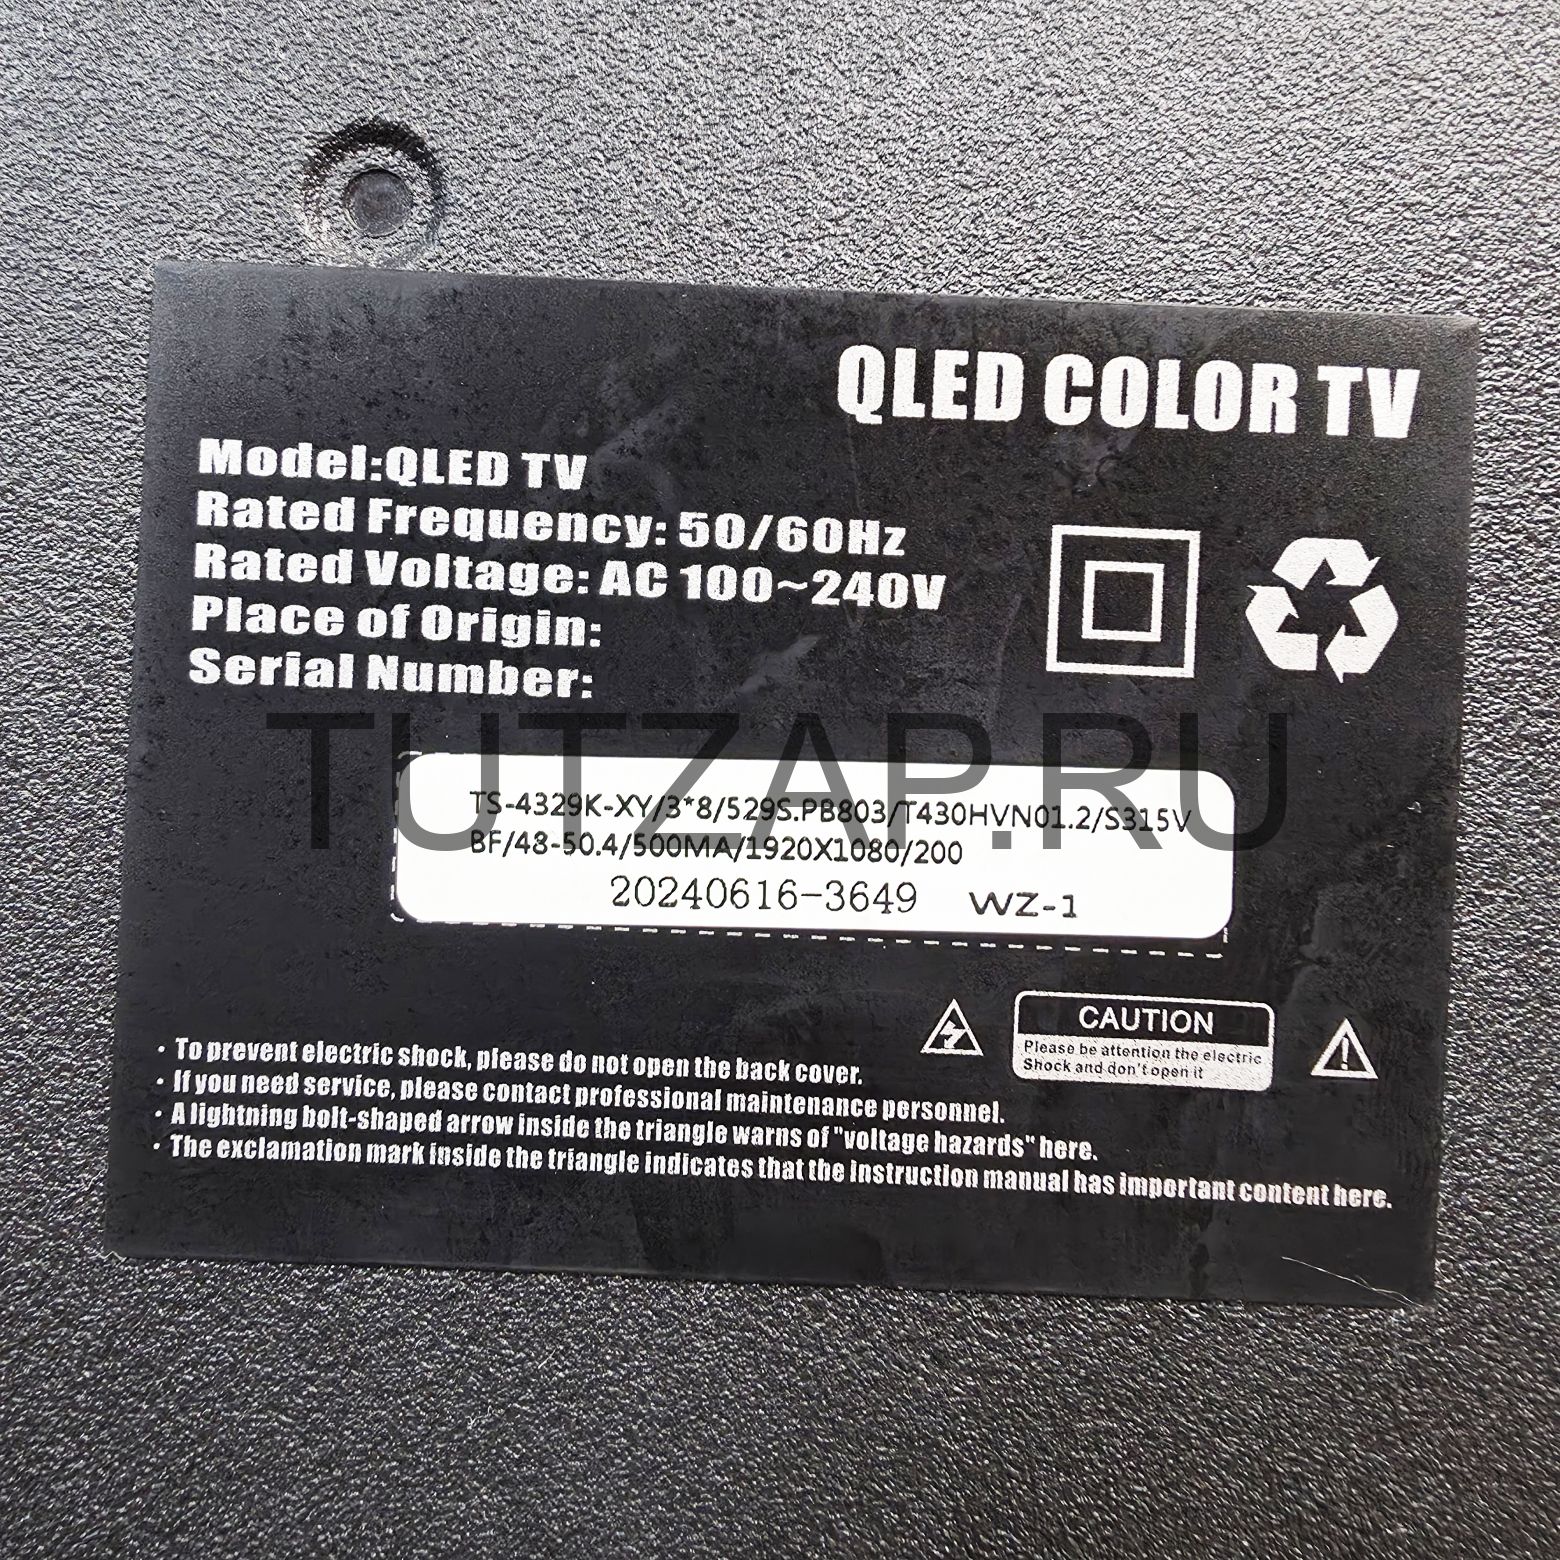 QLED COLOR TV
Model:QLED TV
Rated Frequency: 50/60Hz
Rated Voltage: AC 100~240V
Place of Origin:
Serial Number:
TUTZAP.RU
TS-4329K-XY/3*8/529S.PB803/T430HVN01.2/S315V
BF/48-50.4/500MA/1920X1080/200
20240616-3649 WZ-1
CAUTION
Please be attention the electric
Shock and don't open it
· To prevent electric shock, please do not open the back cover.
· If you need service, please contact professional maintenance personnel.
· A lightning bolt-shaped arrow inside the triangle warns of "voltage hazards" here.
· The exclamation mark inside the triangle indicates that the instruction manual has important content here.